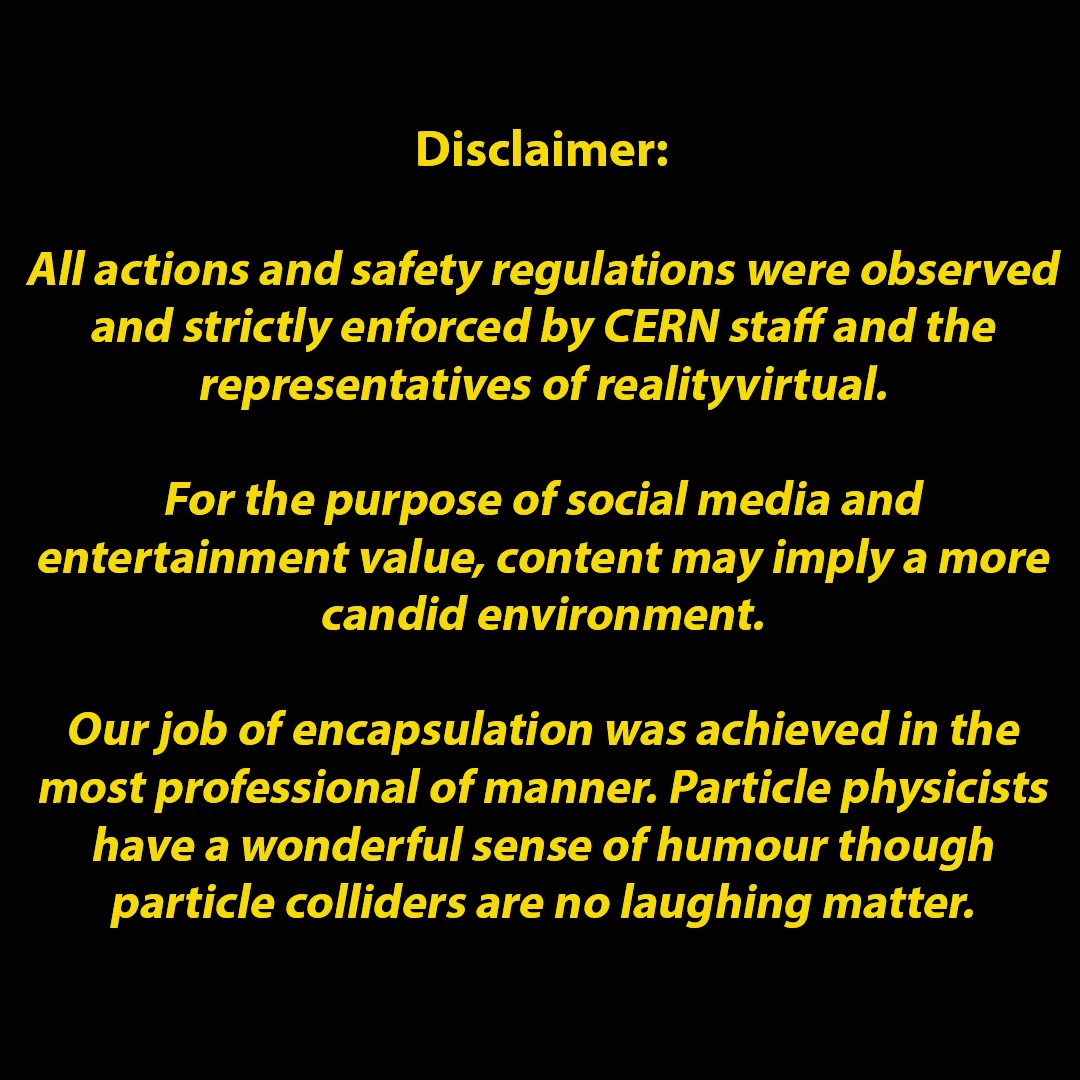 Disclaimer:
All actions and safety regulations were observed
and strictly enforced by CERN staff and the
representatives of realityvirtual.
For the purpose of social media and
entertainment value, content may imply a more
candid environment.
Our job of encapsulation was achieved in the
most professional of manner. Particle physicists
have a wonderful sense of humour though
particle colliders are no laughing matter.